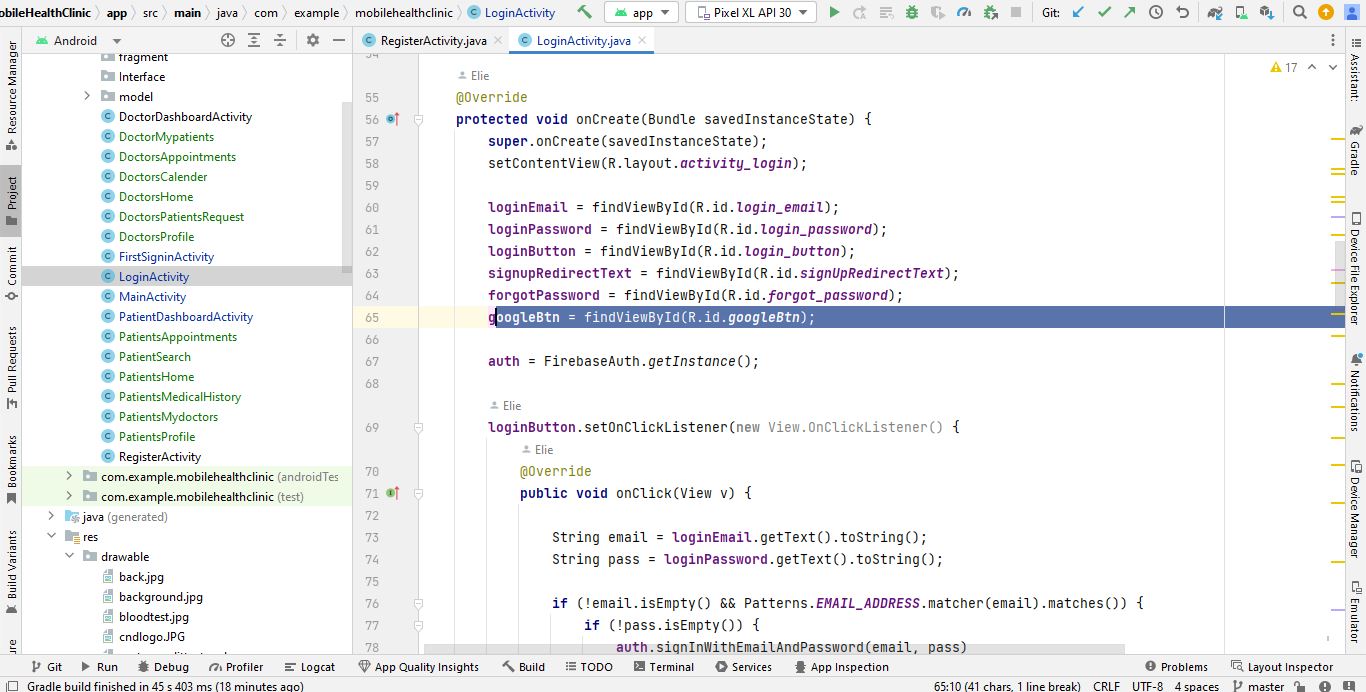 MobileHealthClinic app src main java com example mobilehealthclinic LoginActivity app Pixel XL API 30 Git:
Android
RegisterActivity.java LoginActivity.java
Resource Manager
Project
Commit
Pull Requests
Bookmarks
Build Variants
fragment
Interface
model
DoctorDashboardActivity
DoctorMypatients
DoctorsAppointments
DoctorsCalender
DoctorsHome
DoctorsPatientsRequest
DoctorsProfile
FirstSigninActivity
LoginActivity
MainActivity
PatientDashboardActivity
PatientsAppointments
PatientSearch
PatientsHome
PatientsMedicalHistory
PatientsMydoctors
PatientsProfile
RegisterActivity
com.example.mobilehealthclinic (androidTes
com.example.mobilehealthclinic (test)
java (generated)
res
drawable
back.jpg
background.jpg
bloodtest.jpg
cndlogo.JPG
17
54
Elie
55 @Override
56 protected void onCreate(Bundle savedInstanceState) {
57 super.onCreate(savedInstanceState);
58 setContentView(R.layout.activity_login);
59
60 loginEmail = findViewById(R.id.login_email);
61 loginPassword = findViewById(R.id.login_password);
62 loginButton = findViewById(R.id.login_button);
63 signupRedirectText = findViewById(R.id.signUpRedirectText);
64 forgotPassword = findViewById(R.id.forgot_password);
65 googleBtn = findViewById(R.id.googleBtn);
66
67 auth = FirebaseAuth.getInstance();
68
Elie
69 loginButton.setOnClickListener(new View.OnClickListener() {
Elie
70 @Override
71 public void onClick(View v) {
72
73 String email = loginEmail.getText().toString();
74 String pass = loginPassword.getText().toString();
75
76 if (!email.isEmpty() && Patterns.EMAIL_ADDRESS.matcher(email).matches()) {
77 if (!pass.isEmpty()) {
78 auth.signInWithEmailAndPassword(email, pass)
Assistant:
Gradle
Device File Explorer
Notifications
Device Manager
Emulator
Git Run Debug Profiler Logcat App Quality Insights Build TODO Terminal Services App Inspection Problems Layout Inspector
Gradle build finished in 45 s 403 ms (18 minutes ago) 65:10 (41 chars, 1 line break) CRLF UTF-8 4 spaces master